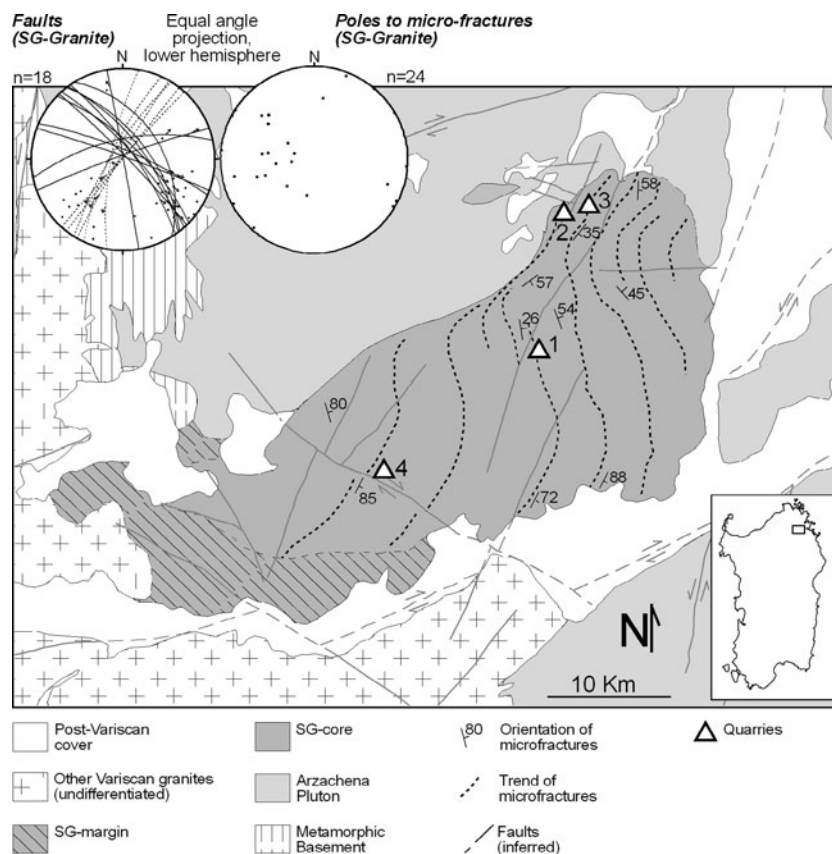 Faults
(SG-Granite)
Equal angle
projection,
lower hemisphere
Poles to micro-fractures
(SG-Granite)
N
N
n=18
n=24
58
3
2
35
57
45
54
26
1
80
4
85
88
72
N
10 Km
Post-Variscan
cover
SG-core
80
Orientation of
microfractures
Quarries
Other Variscan granites
(undifferentiated)
Arzachena
Pluton
Trend of
microfractures
SG-margin
Metamorphic
Basement
Faults
(inferred)